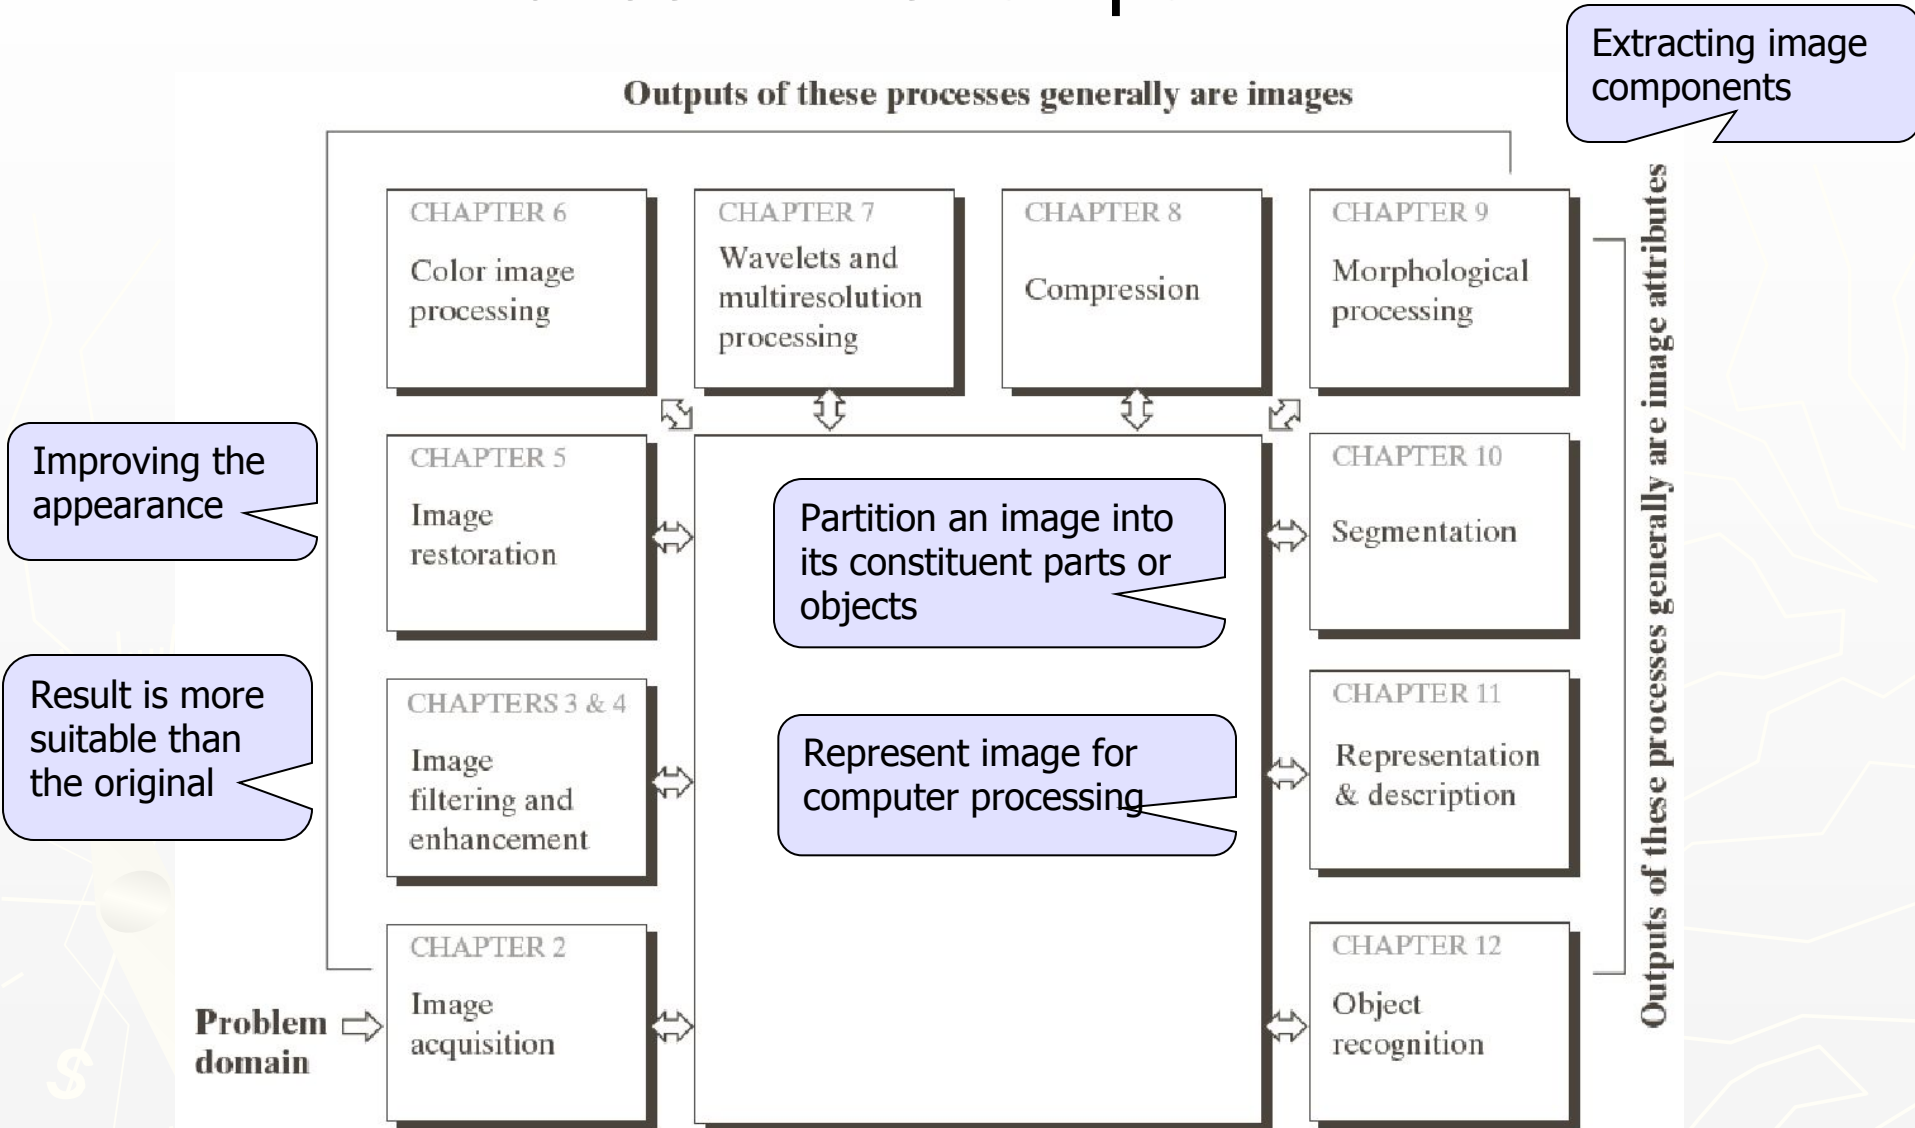 Outputs of these processes generally are images
Extracting image
components
CHAPTER 6
Color image
processing
CHAPTER 7
Wavelets and
multiresolution
processing
CHAPTER 8
Compression
CHAPTER 9
Morphological
processing
Outputs of these processes generally are image attributes
Improving the
appearance
CHAPTER 5
Image
restoration
Partition an image into
its constituent parts or
objects
CHAPTER 10
Segmentation
Result is more
suitable than
the original
CHAPTERS 3 & 4
Image
filtering and
enhancement
Represent image for
computer processing
CHAPTER 11
Representation
& description
Problem
domain
CHAPTER 2
Image
acquisition
CHAPTER 12
Object
recognition
$